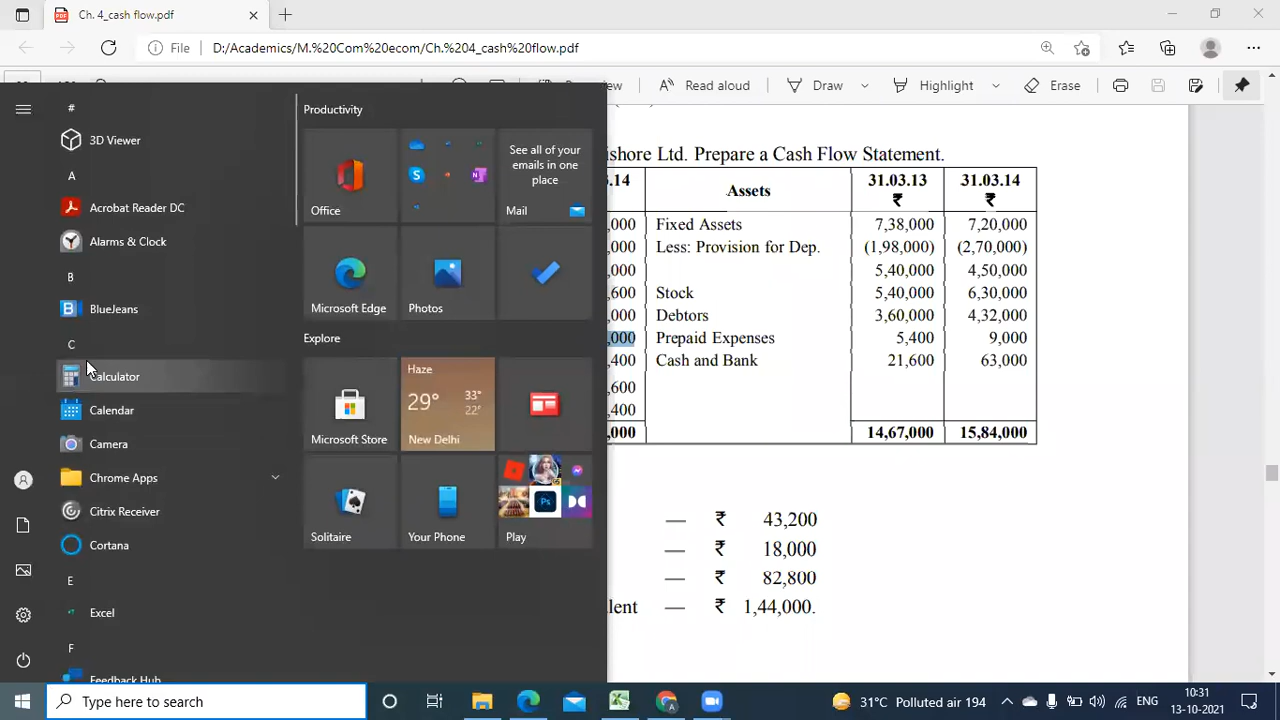 Ch. 4_cash flow.pdf
File D:/Academics/M.%20Com%20ecom/Ch.%204_cash%20flow.pdf
Read aloud Draw Highlight Erase
# Productivity
3D Viewer
A
Acrobat Reader DC
Alarms & Clock
B
BlueJeans
C
Calculator
Calendar
Camera
Chrome Apps
Citrix Receiver
Cortana
E
Excel
F
Feedback Hub
Office
See all of your
emails in one
place
Mail
Microsoft Edge
Photos
Explore
Microsoft Store
Haze
29° 33°
22°
New Delhi
Solitaire
Your Phone
Ps
Play
shore Ltd. Prepare a Cash Flow Statement.
.14 Assets 31.03.13 31.03.14
₹ ₹
,000 Fixed Assets 7,38,000 7,20,000
,000 Less: Provision for Dep. (1,98,000) (2,70,000)
,000 5,40,000 4,50,000
,600 Stock 5,40,000 6,30,000
,000 Debtors 3,60,000 4,32,000
,000 Prepaid Expenses 5,400 9,000
,400 Cash and Bank 21,600 63,000
,600
,400
,000 14,67,000 15,84,000
— ₹ 43,200
— ₹ 18,000
— ₹ 82,800
lent — ₹ 1,44,000.
Type here to search
31°C Polluted air 194
ENG
10:31
13-10-2021